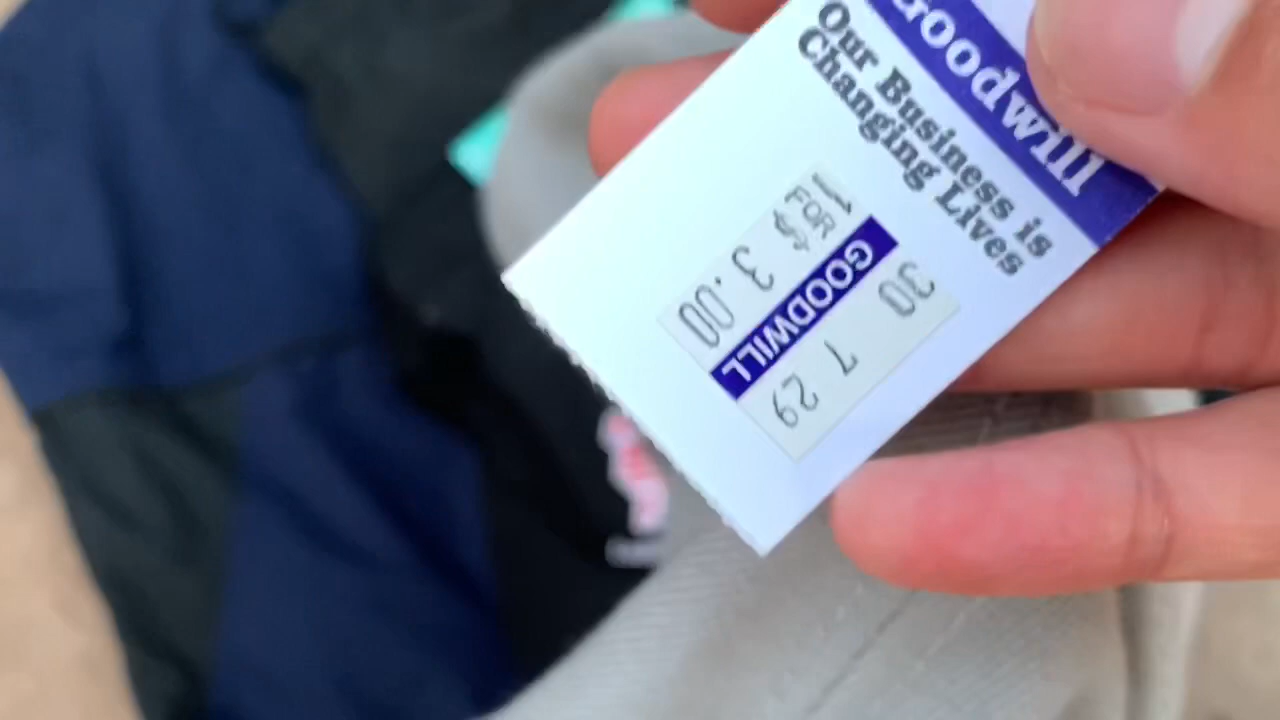 Goodwill
Our Business is
Changing Lives
1 FOR $ 3.00
GOODWILL
30 7 29